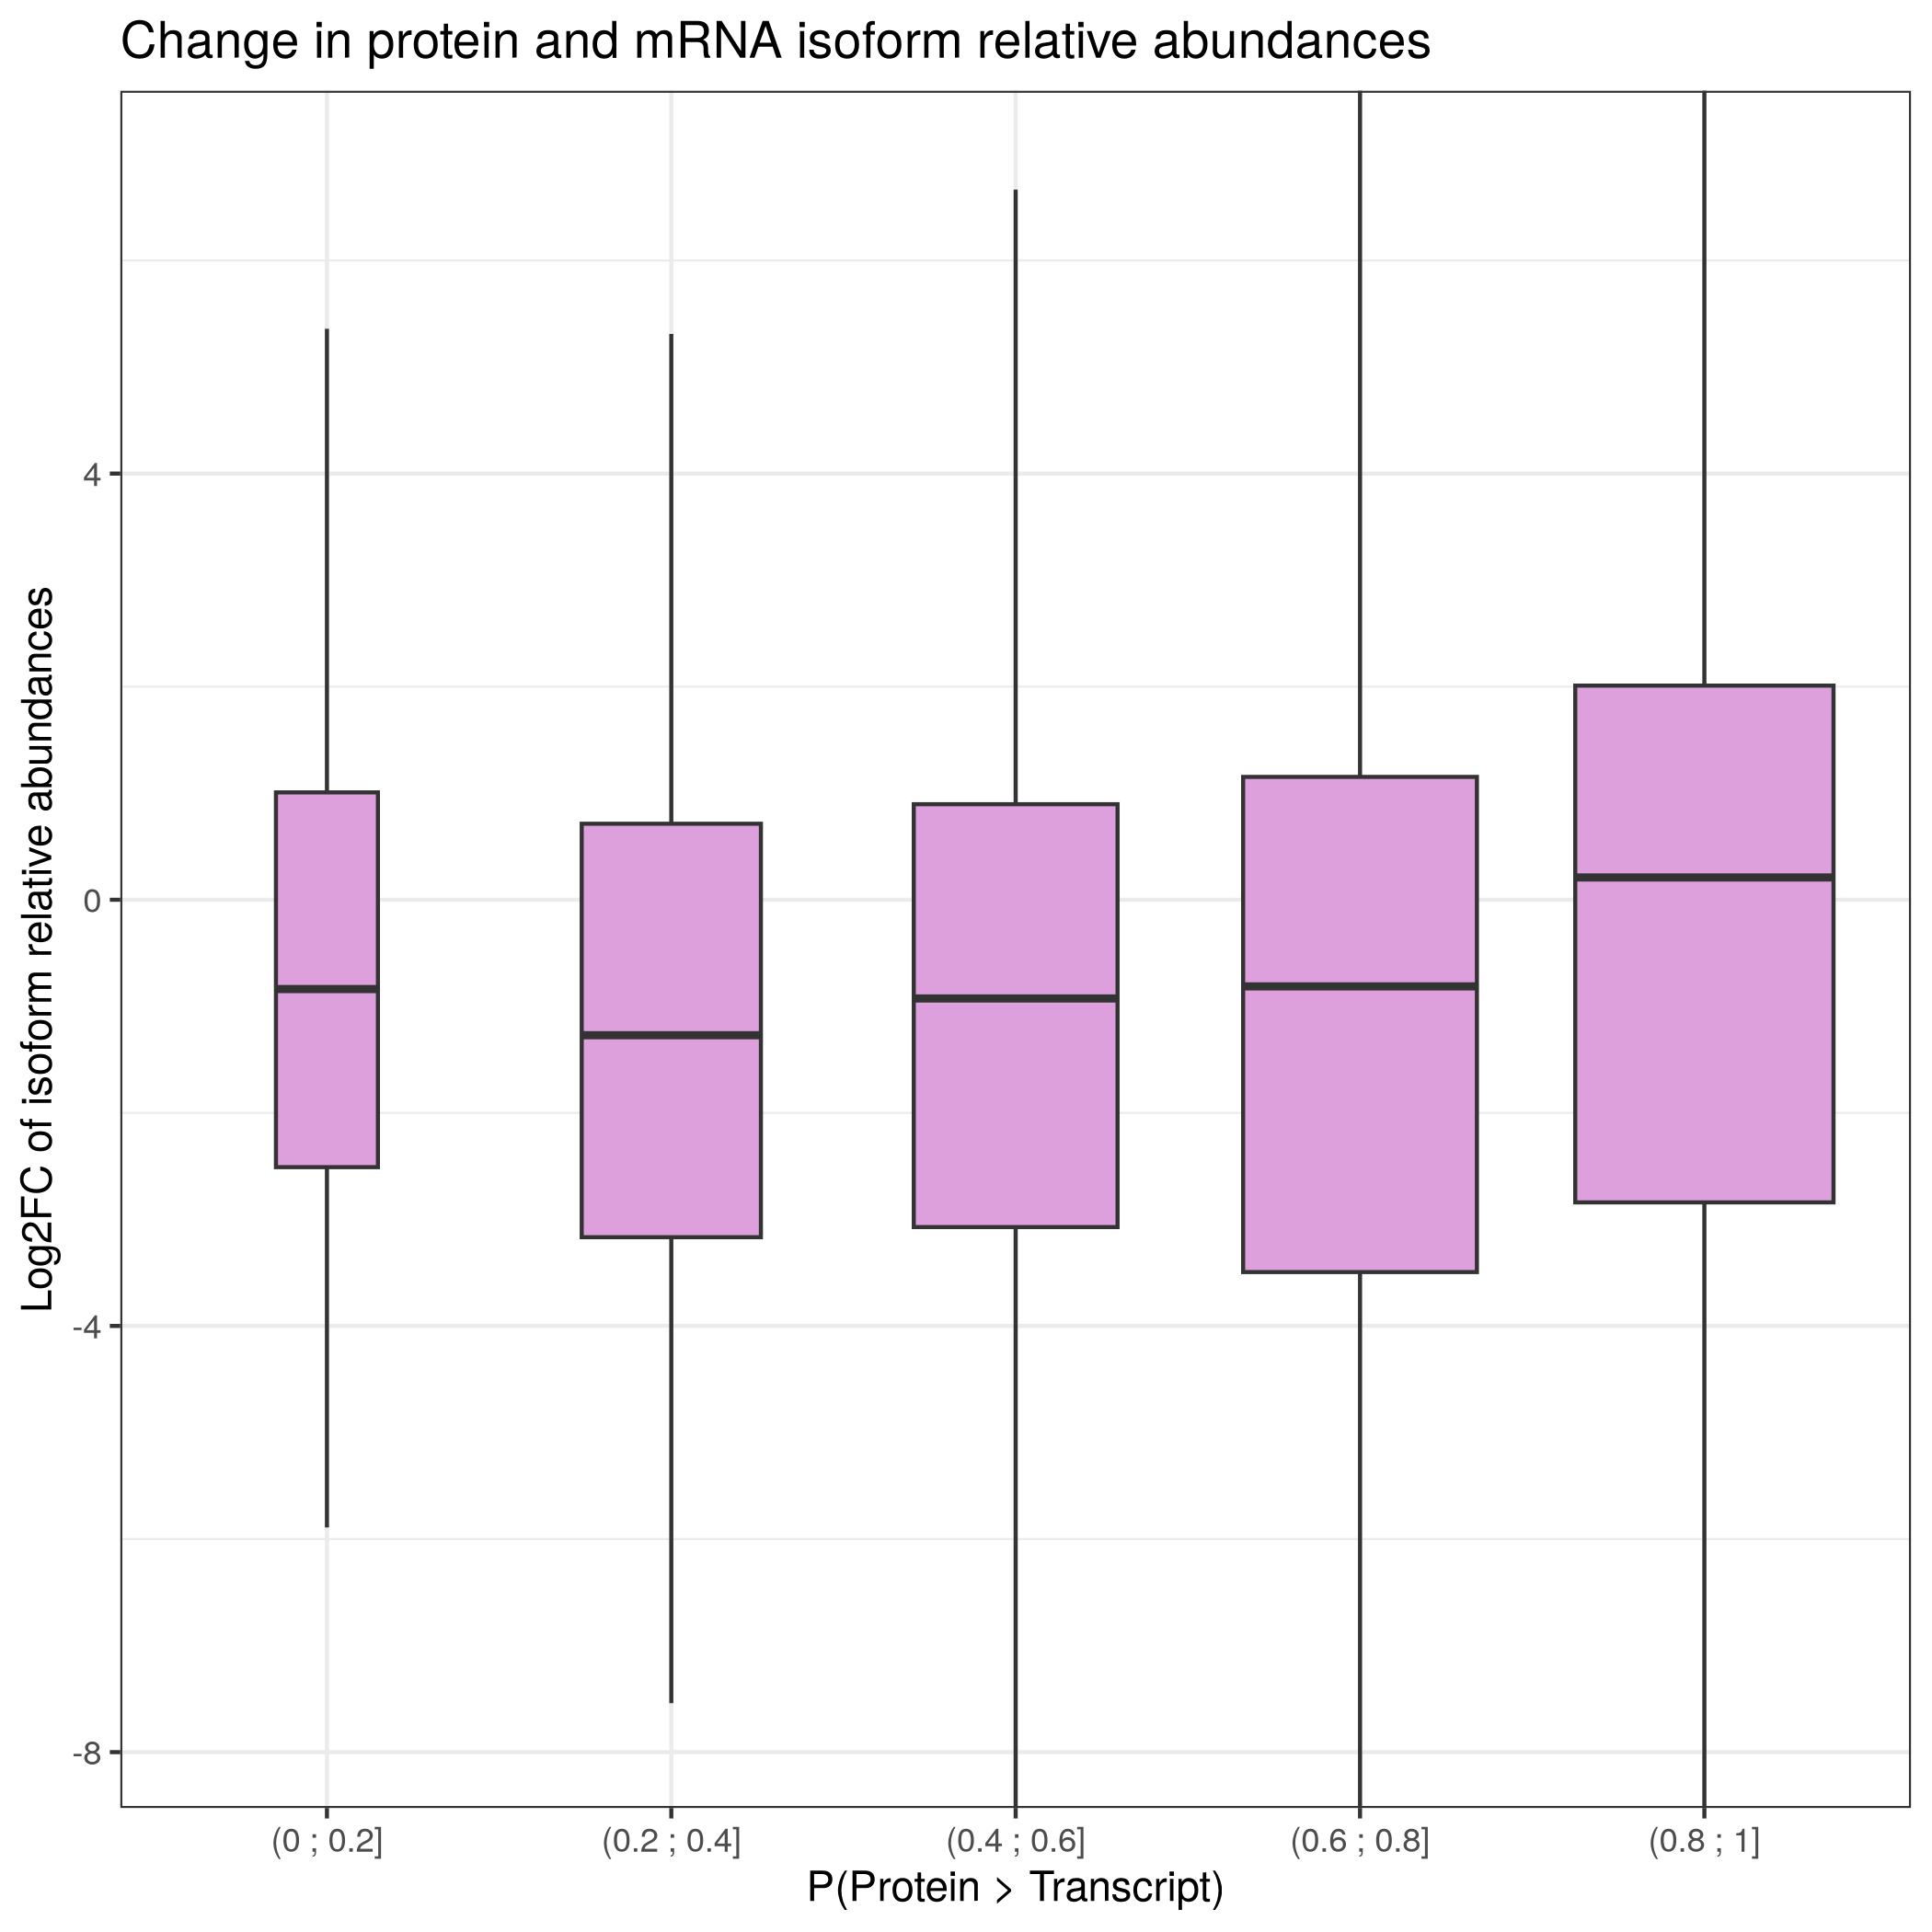 Change in protein and mRNA isoform relative abundances
Log2FC of isoform relative abundances
4
0
-4
-8
(0 ; 0.2]
(0.2 ; 0.4]
(0.4 ; 0.6]
(0.6 ; 0.8]
(0.8 ; 1]
P(Protein > Transcript)